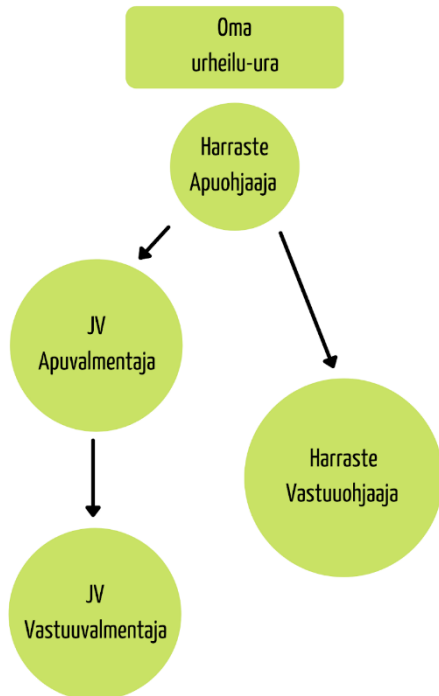 Oma
urheilu-ura
Harraste
Apuohjaaja
JV
Apuvalmentaja
Harraste
Vastuuohjaaja
JV
Vastuuvalmentaja